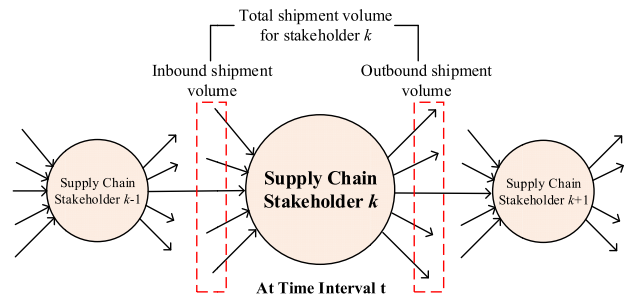 Total shipment volume
for stakeholder k
Inbound shipment
volume
Outbound shipment
volume
Supply Chain
Stakeholder k-1
Supply Chain
Stakeholder k
Supply Chain
Stakeholder k+1
At Time Interval t